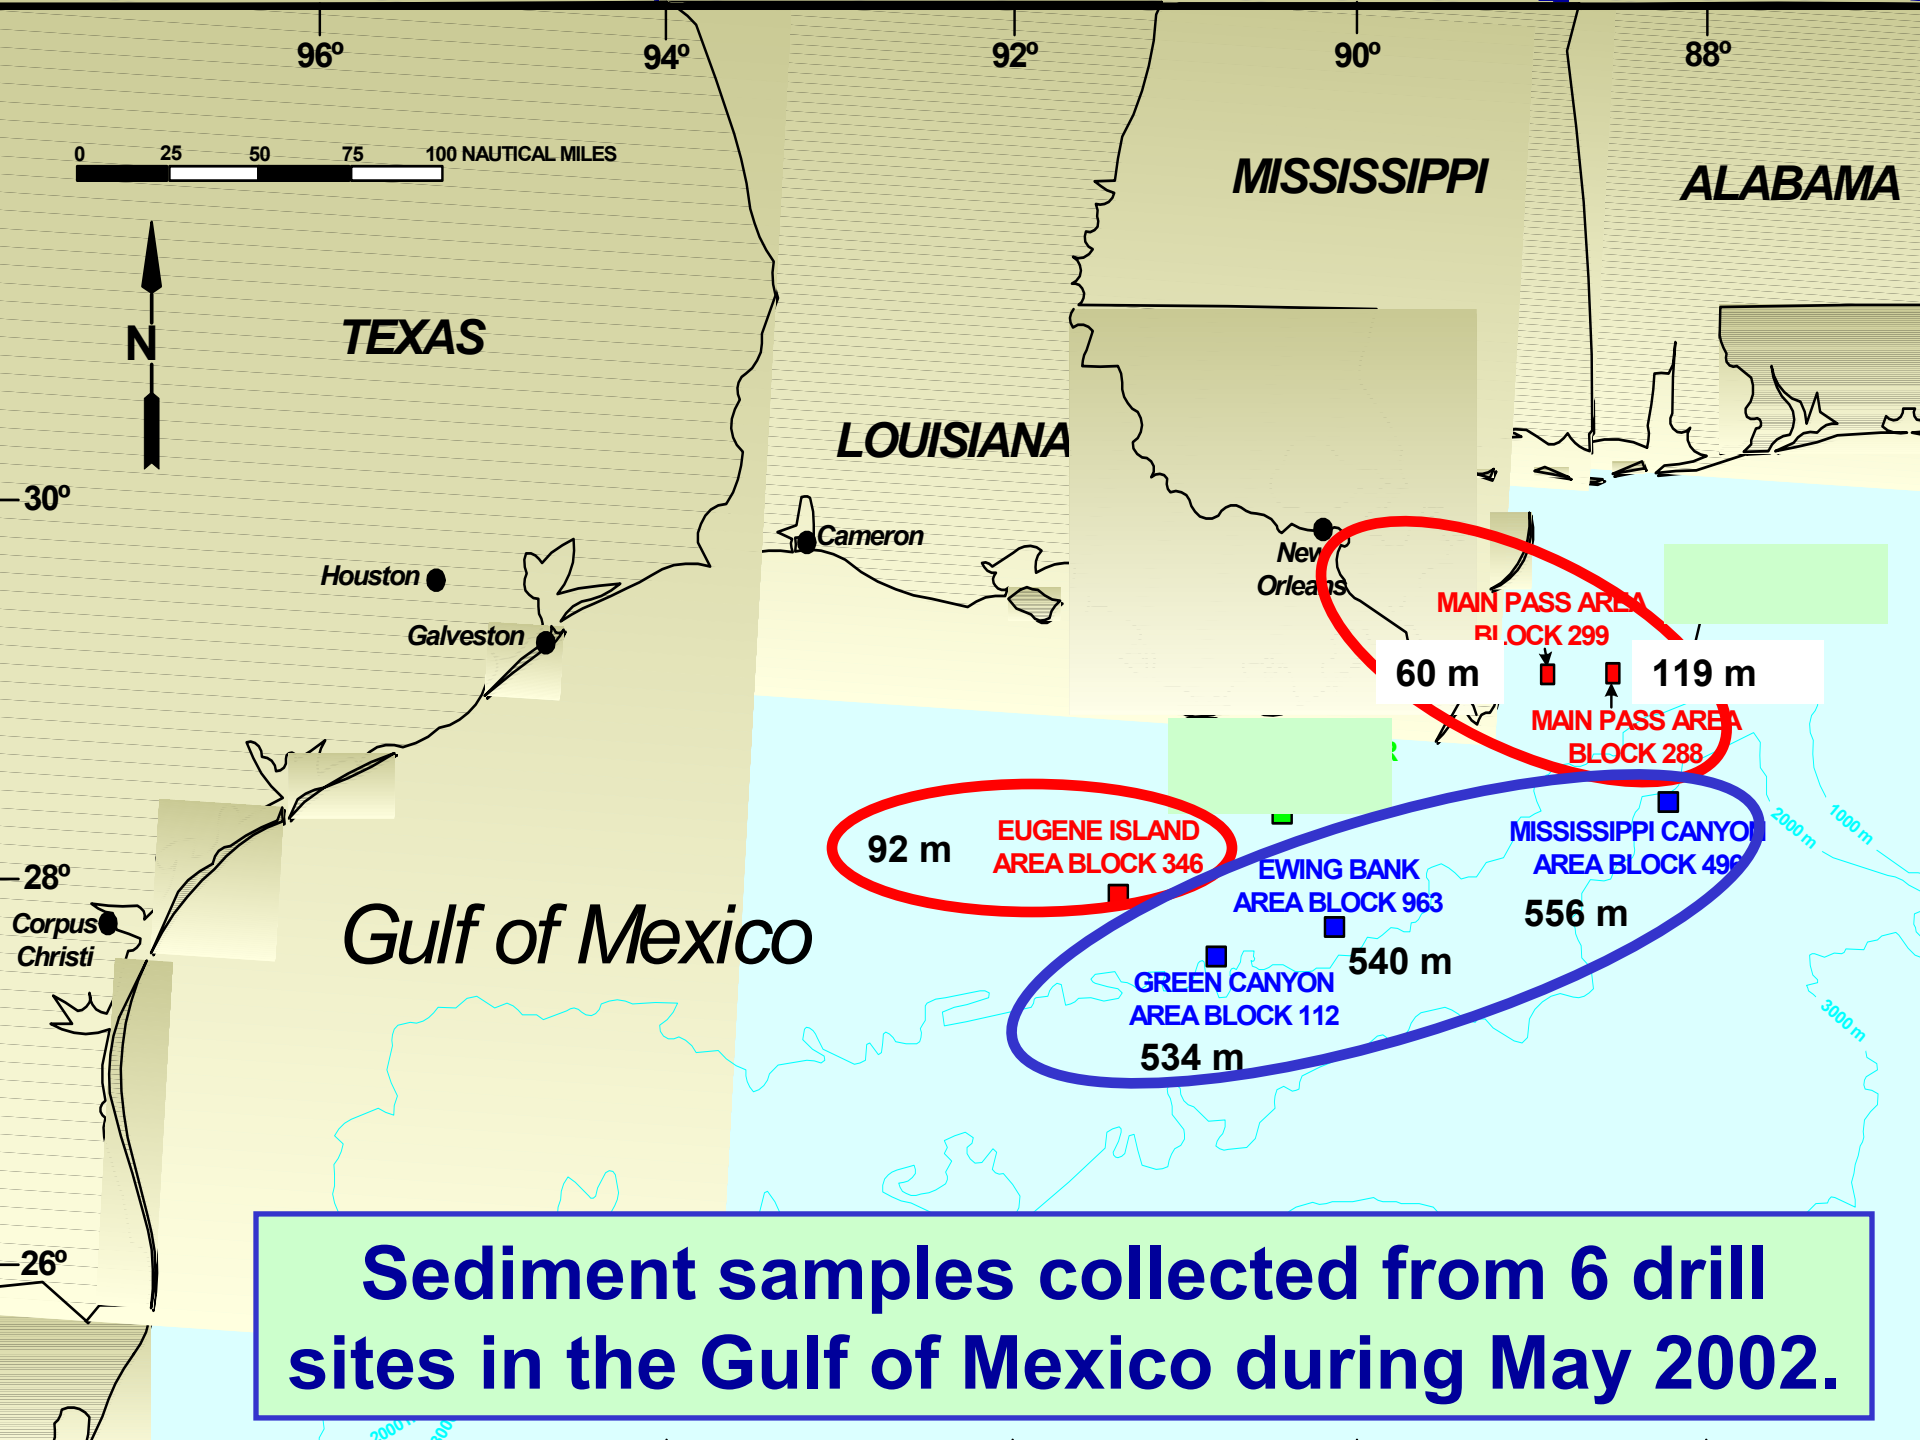 96º
94º
92º
90º
88º
0 25 50 75 100 NAUTICAL MILES
MISSISSIPPI
ALABAMA
N
TEXAS
LOUISIANA
30º
Cameron
Houston
Galveston
New
Orleans
MAIN PASS AREA
BLOCK 299
60 m
119 m
MAIN PASS AREA
BLOCK 288
92 m
EUGENE ISLAND
AREA BLOCK 346
EWING BANK
AREA BLOCK 963
540 m
MISSISSIPPI CANYON
AREA BLOCK 496
556 m
2000 m
1000 m
28º
Corpus
Christi
Gulf of Mexico
GREEN CANYON
AREA BLOCK 112
534 m
3000 m
26º
Sediment samples collected from 6 drill
sites in the Gulf of Mexico during May 2002.